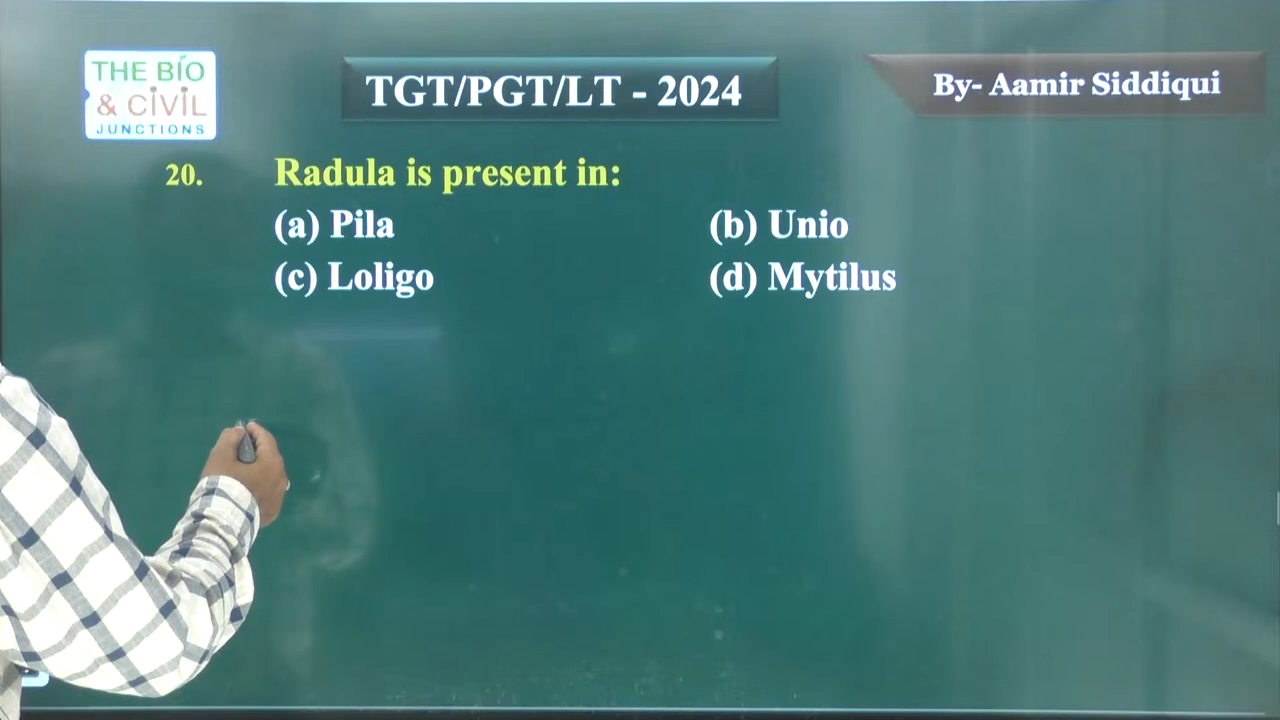 THE BIO
& CIVIL
JUNCTIONS
TGT/PGT/LT - 2024
By- Aamir Siddiqui
20. Radula is present in:
(a) Pila (b) Unio
(c) Loligo (d) Mytilus